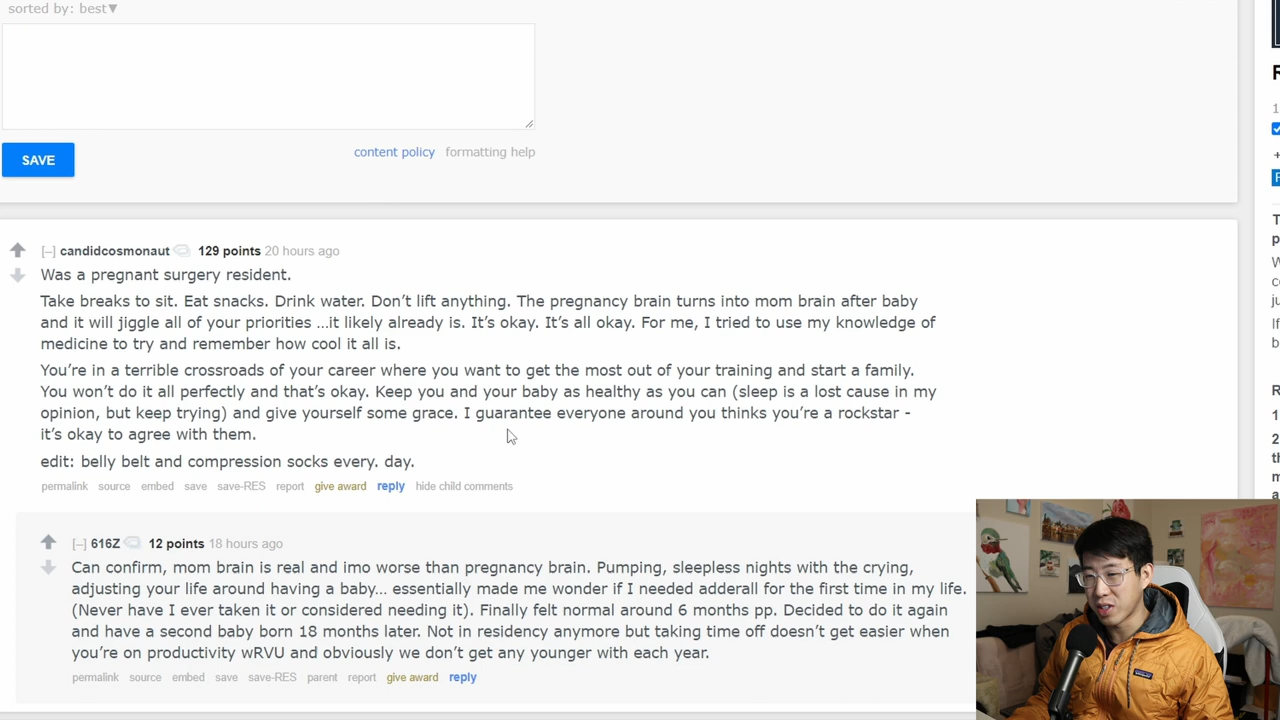 sorted by: best▼
SAVE
content policy formatting help
[–] candidcosmonaut 129 points 20 hours ago
Was a pregnant surgery resident.
Take breaks to sit. Eat snacks. Drink water. Don’t lift anything. The pregnancy brain turns into mom brain after baby
and it will jiggle all of your priorities …it likely already is. It’s okay. It’s all okay. For me, I tried to use my knowledge of
medicine to try and remember how cool it all is.
You’re in a terrible crossroads of your career where you want to get the most out of your training and start a family.
You won’t do it all perfectly and that’s okay. Keep you and your baby as healthy as you can (sleep is a lost cause in my
opinion, but keep trying) and give yourself some grace. I guarantee everyone around you thinks you’re a rockstar -
it’s okay to agree with them.
edit: belly belt and compression socks every. day.
permalink source embed save save-RES report give award reply hide child comments
[–] 616Z 12 points 18 hours ago
Can confirm, mom brain is real and imo worse than pregnancy brain. Pumping, sleepless nights with the crying,
adjusting your life around having a baby… essentially made me wonder if I needed adderall for the first time in my life.
(Never have I ever taken it or considered needing it). Finally felt normal around 6 months pp. Decided to do it again
and have a second baby born 18 months later. Not in residency anymore but taking time off doesn’t get easier when
you’re on productivity wRVU and obviously we don’t get any younger with each year.
permalink source embed save save-RES parent report give award reply